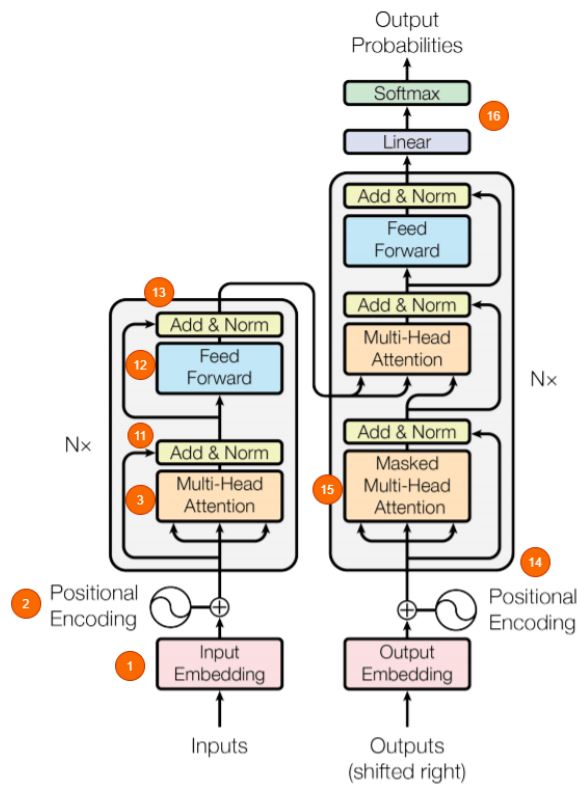 Output
Probabilities
Softmax
16
Linear
Add & Norm
Feed
Forward
13
Add & Norm
Add & Norm
12
Feed
Forward
Multi-Head
Attention
N×
N×
11
Add & Norm
Add & Norm
3
Multi-Head
Attention
15
Masked
Multi-Head
Attention
14
2
Positional
Encoding
Positional
Encoding
1
Input
Embedding
Output
Embedding
Inputs
Outputs
(shifted right)